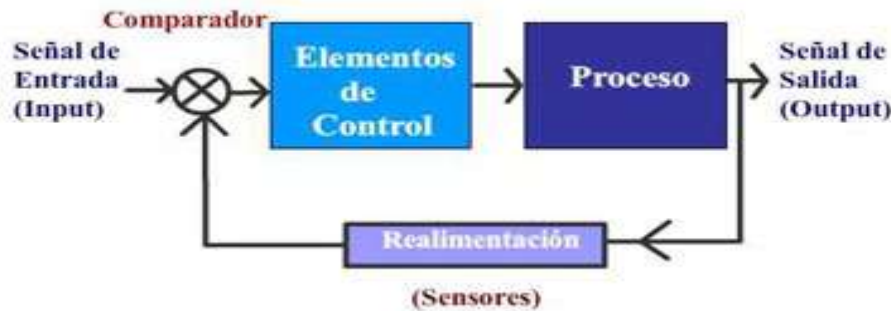 Comparador
Señal de
Entrada
(Input)
Elementos
de
Control
Proceso
Señal de
Salida
(Output)
Realimentación
(Sensores)